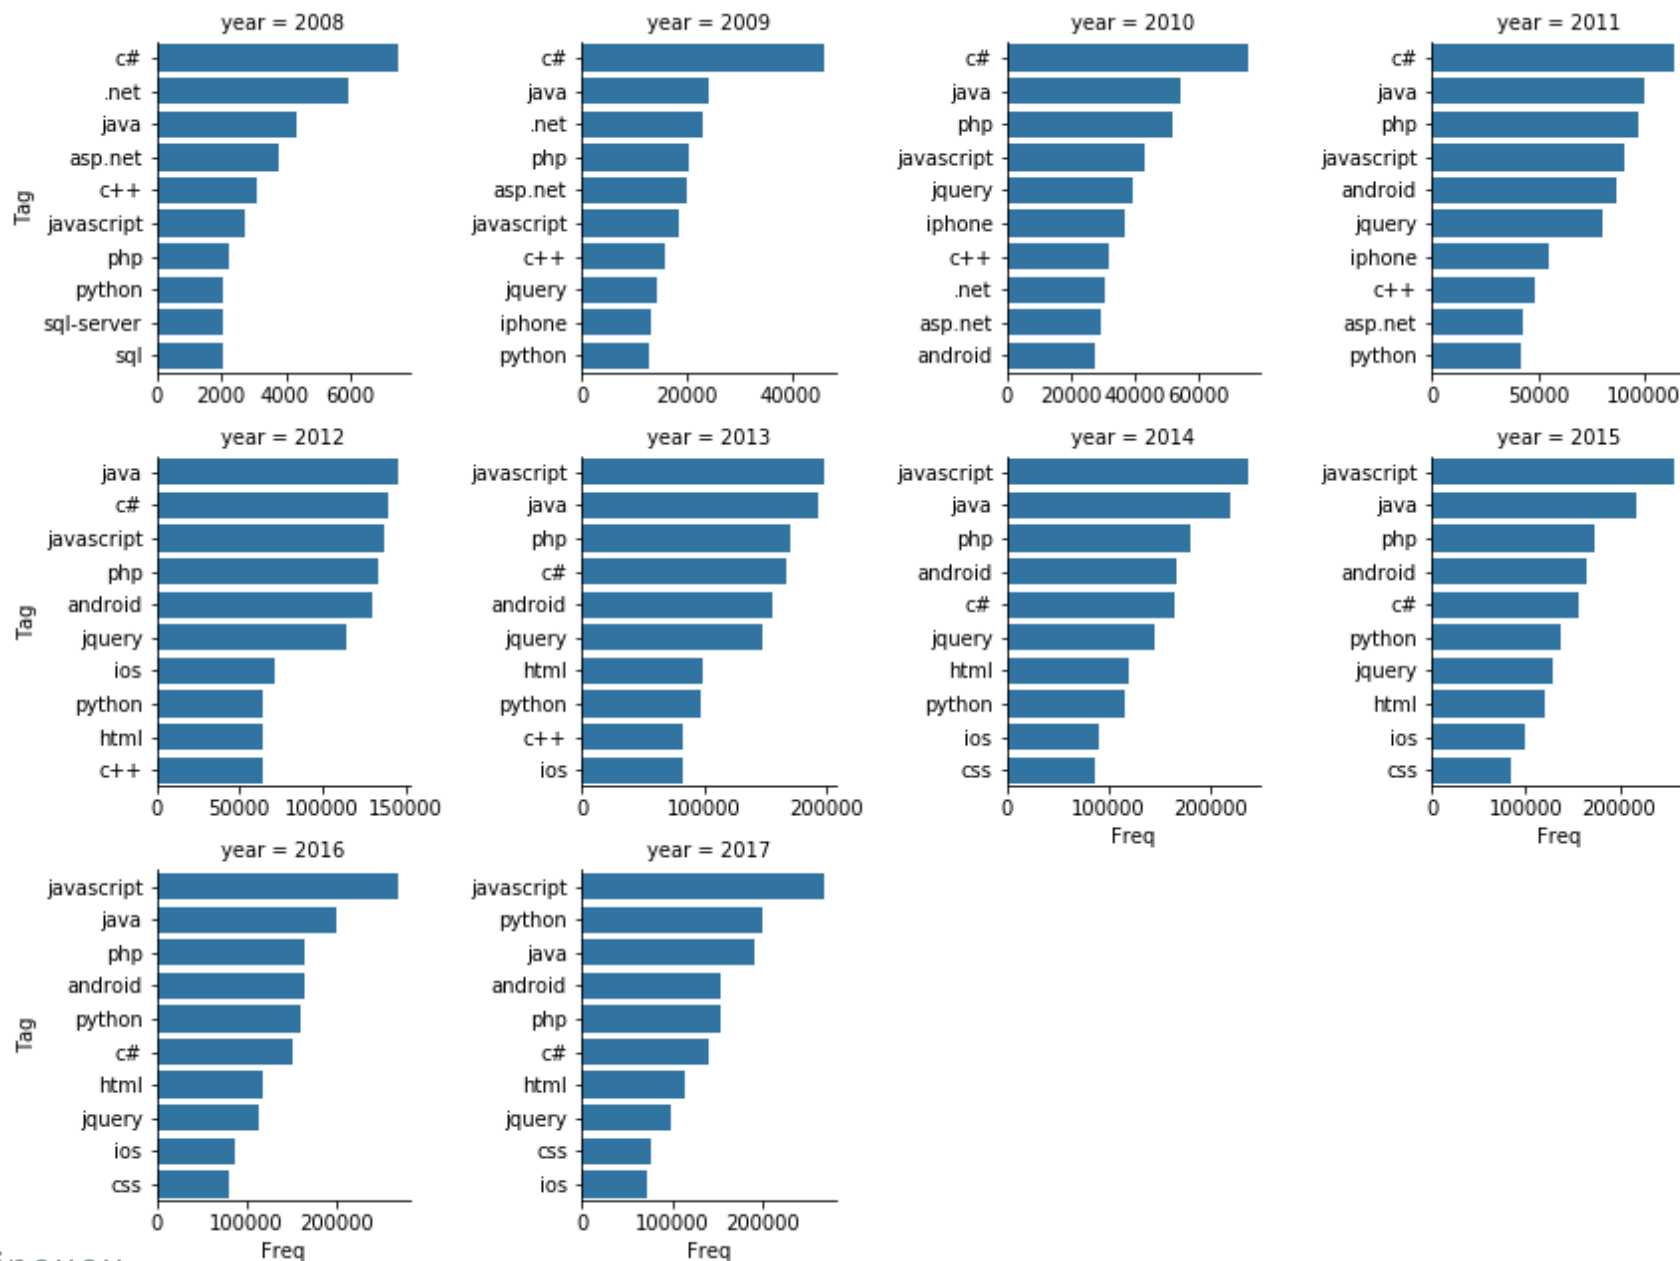 year = 2008
c#
.net
java
asp.net
c++
javascript
php
python
sql-server
sql
0 2000 4000 6000
Tag
year = 2009
c#
java
.net
php
asp.net
javascript
c++
jquery
iphone
python
0 20000 40000
year = 2010
c#
java
php
javascript
jquery
iphone
c++
.net
asp.net
android
0 20000 40000 60000
year = 2011
c#
java
php
javascript
android
jquery
iphone
c++
asp.net
python
0 50000 100000
year = 2012
java
c#
javascript
php
android
jquery
ios
python
html
c++
0 50000 100000 150000
Tag
year = 2013
javascript
java
php
c#
android
jquery
html
python
c++
ios
0 100000 200000
year = 2014
javascript
java
php
android
c#
jquery
html
python
ios
css
0 100000 200000
Freq
year = 2015
javascript
java
php
android
c#
python
jquery
html
ios
css
0 100000 200000
Freq
year = 2016
javascript
java
php
android
python
c#
html
jquery
ios
css
0 100000 200000
Freq
Tag
year = 2017
javascript
python
java
android
php
c#
html
jquery
css
ios
0 100000 200000
Freq